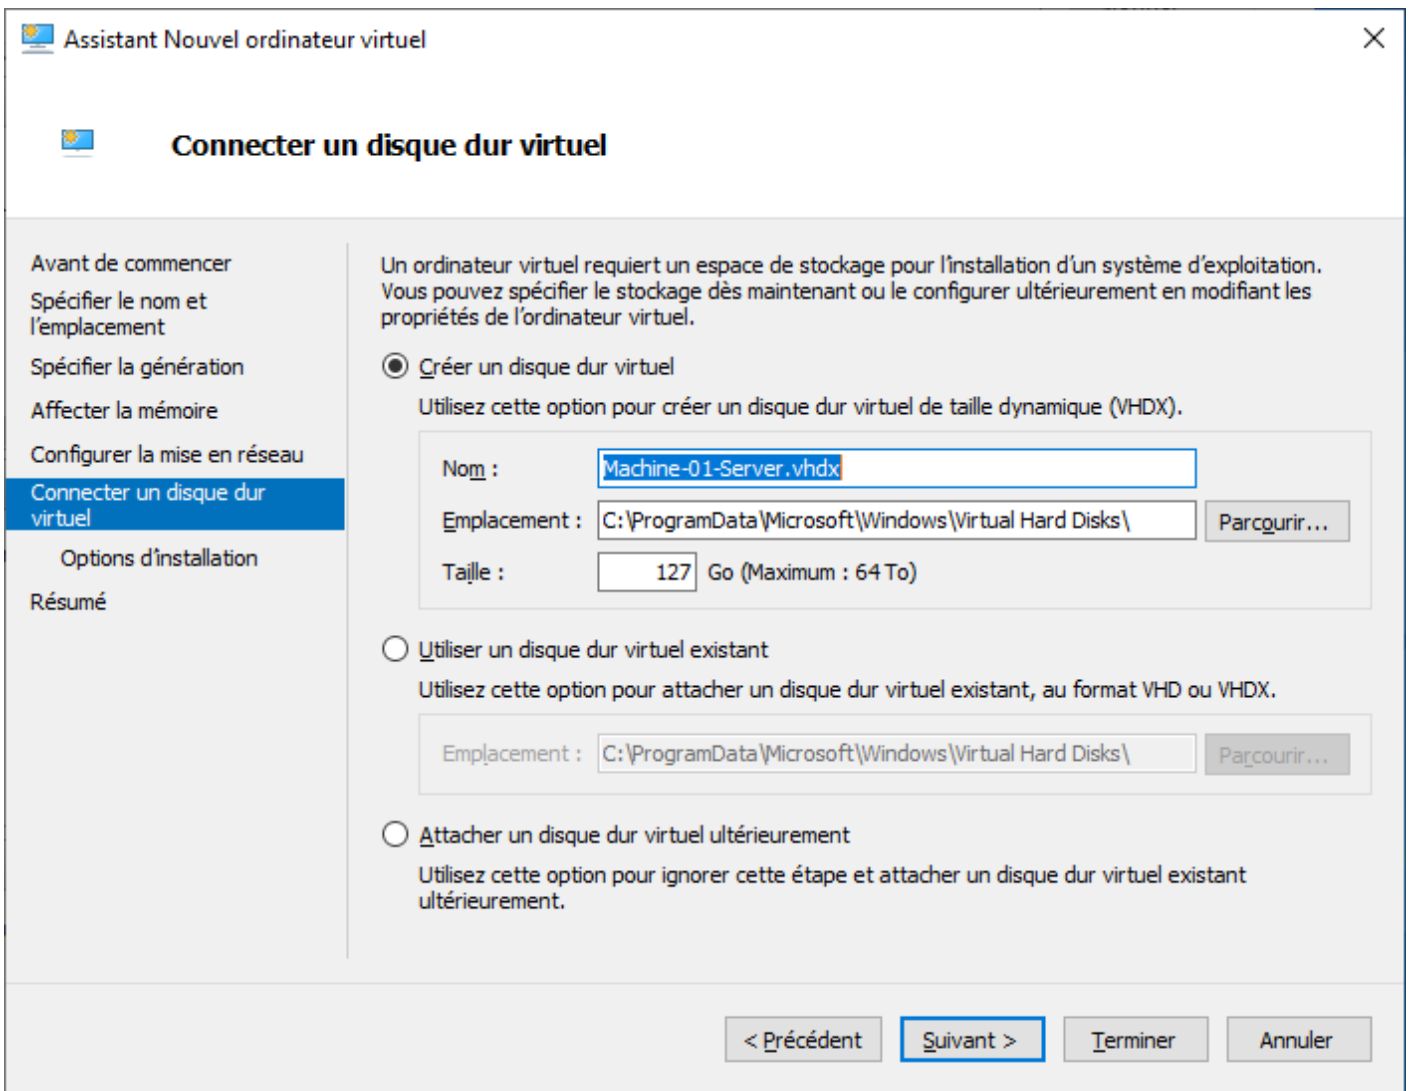 Assistant Nouvel ordinateur virtuel
Connecter un disque dur virtuel
Avant de commencer
Spécifier le nom et
l'emplacement
Spécifier la génération
Affecter la mémoire
Configurer la mise en réseau
Connecter un disque dur
virtuel
Options d'installation
Résumé
Un ordinateur virtuel requiert un espace de stockage pour l'installation d'un système d'exploitation.
Vous pouvez spécifier le stockage dès maintenant ou le configurer ultérieurement en modifiant les
propriétés de l'ordinateur virtuel.
Créer un disque dur virtuel
Utilisez cette option pour créer un disque dur virtuel de taille dynamique (VHDX).
Nom : Machine-01-Server.vhdx
Emplacement : C:\ProgramData\Microsoft\Windows\Virtual Hard Disks\ Parcourir...
Taille : 127 Go (Maximum : 64 To)
Utiliser un disque dur virtuel existant
Utilisez cette option pour attacher un disque dur virtuel existant, au format VHD ou VHDX.
Emplacement : C:\ProgramData\Microsoft\Windows\Virtual Hard Disks\ Parcourir...
Attacher un disque dur virtuel ultérieurement
Utilisez cette option pour ignorer cette étape et attacher un disque dur virtuel existant
ultérieurement.
< Précédent Suivant > Terminer Annuler